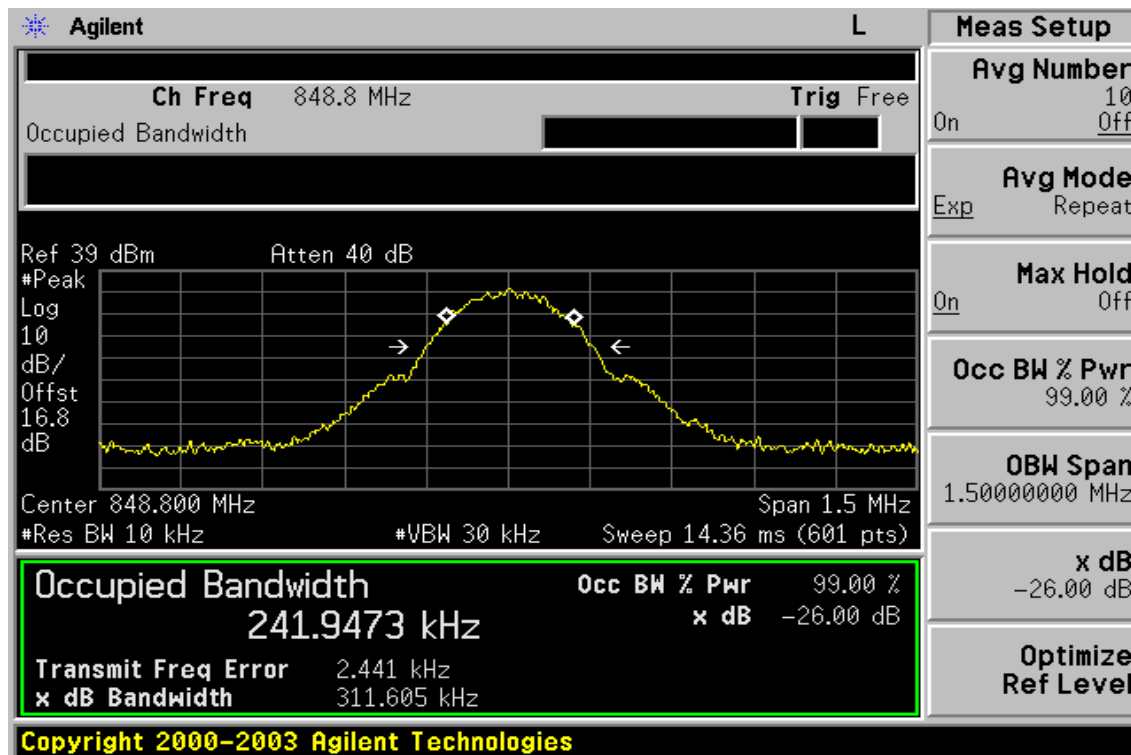 Agilent L
Ch Freq 848.8 MHz Trig Free
Occupied Bandwidth
Ref 39 dBm Atten 40 dB
#Peak
Log
10
dB/
Offst
16.8
dB
Center 848.800 MHz Span 1.5 MHz
#Res BW 10 kHz #VBW 30 kHz Sweep 14.36 ms (601 pts)
Occupied Bandwidth
241.9473 kHz
Occ BW % Pwr 99.00 %
x dB -26.00 dB
Transmit Freq Error 2.441 kHz
x dB Bandwidth 311.605 kHz
Copyright 2000-2003 Agilent Technologies
Meas Setup
Avg Number
10
On Off
Avg Mode
Exp Repeat
Max Hold
On Off
Occ BW % Pwr
99.00 %
OBW Span
1.50000000 MHz
x dB
-26.00 dB
Optimize
Ref Level